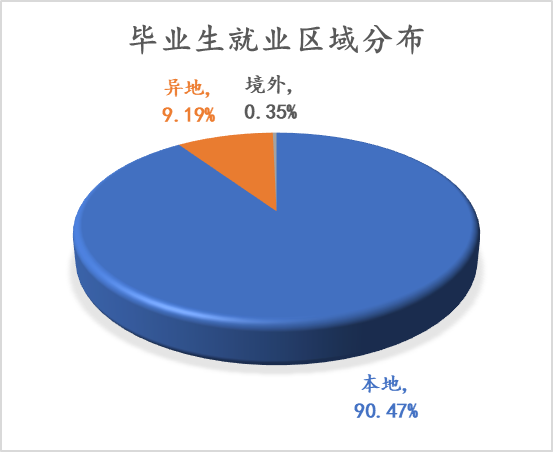 毕业生就业区域分布
异地,
9.19%
境外,
0.35%
本地,
90.47%